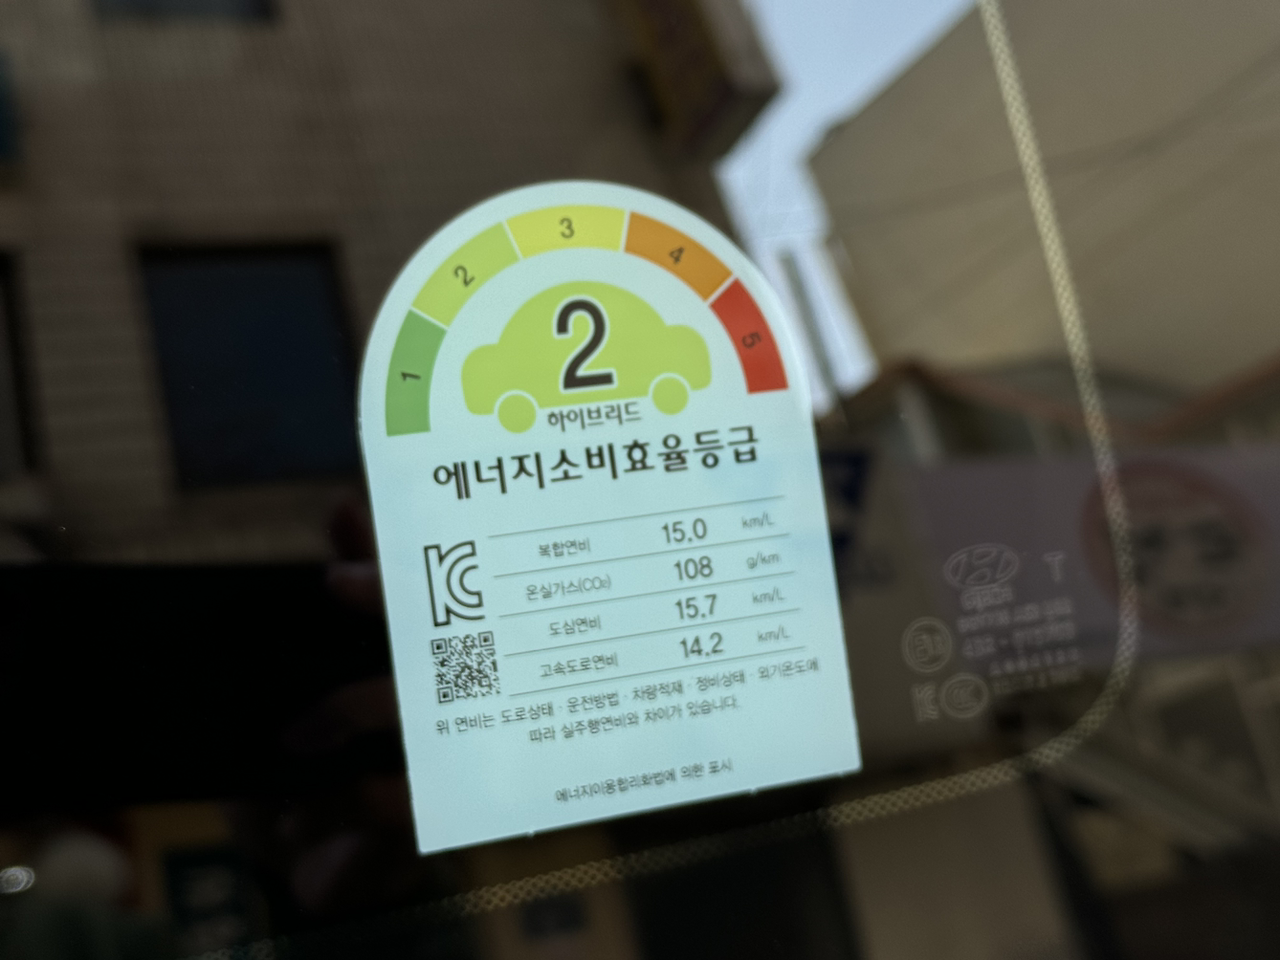 1
2
3
4
5
2
하이브리드
에너지소비효율등급
복합연비 15.0 km/L
온실가스(CO₂) 108 g/km
도심연비 15.7 km/L
고속도로연비 14.2 km/L
위 연비는 도로상태 · 운전방법 · 차량적재 · 정비상태 · 외기온도에
따라 실주행연비와 차이가 있습니다.
에너지이용합리화법에 의한 표시
T